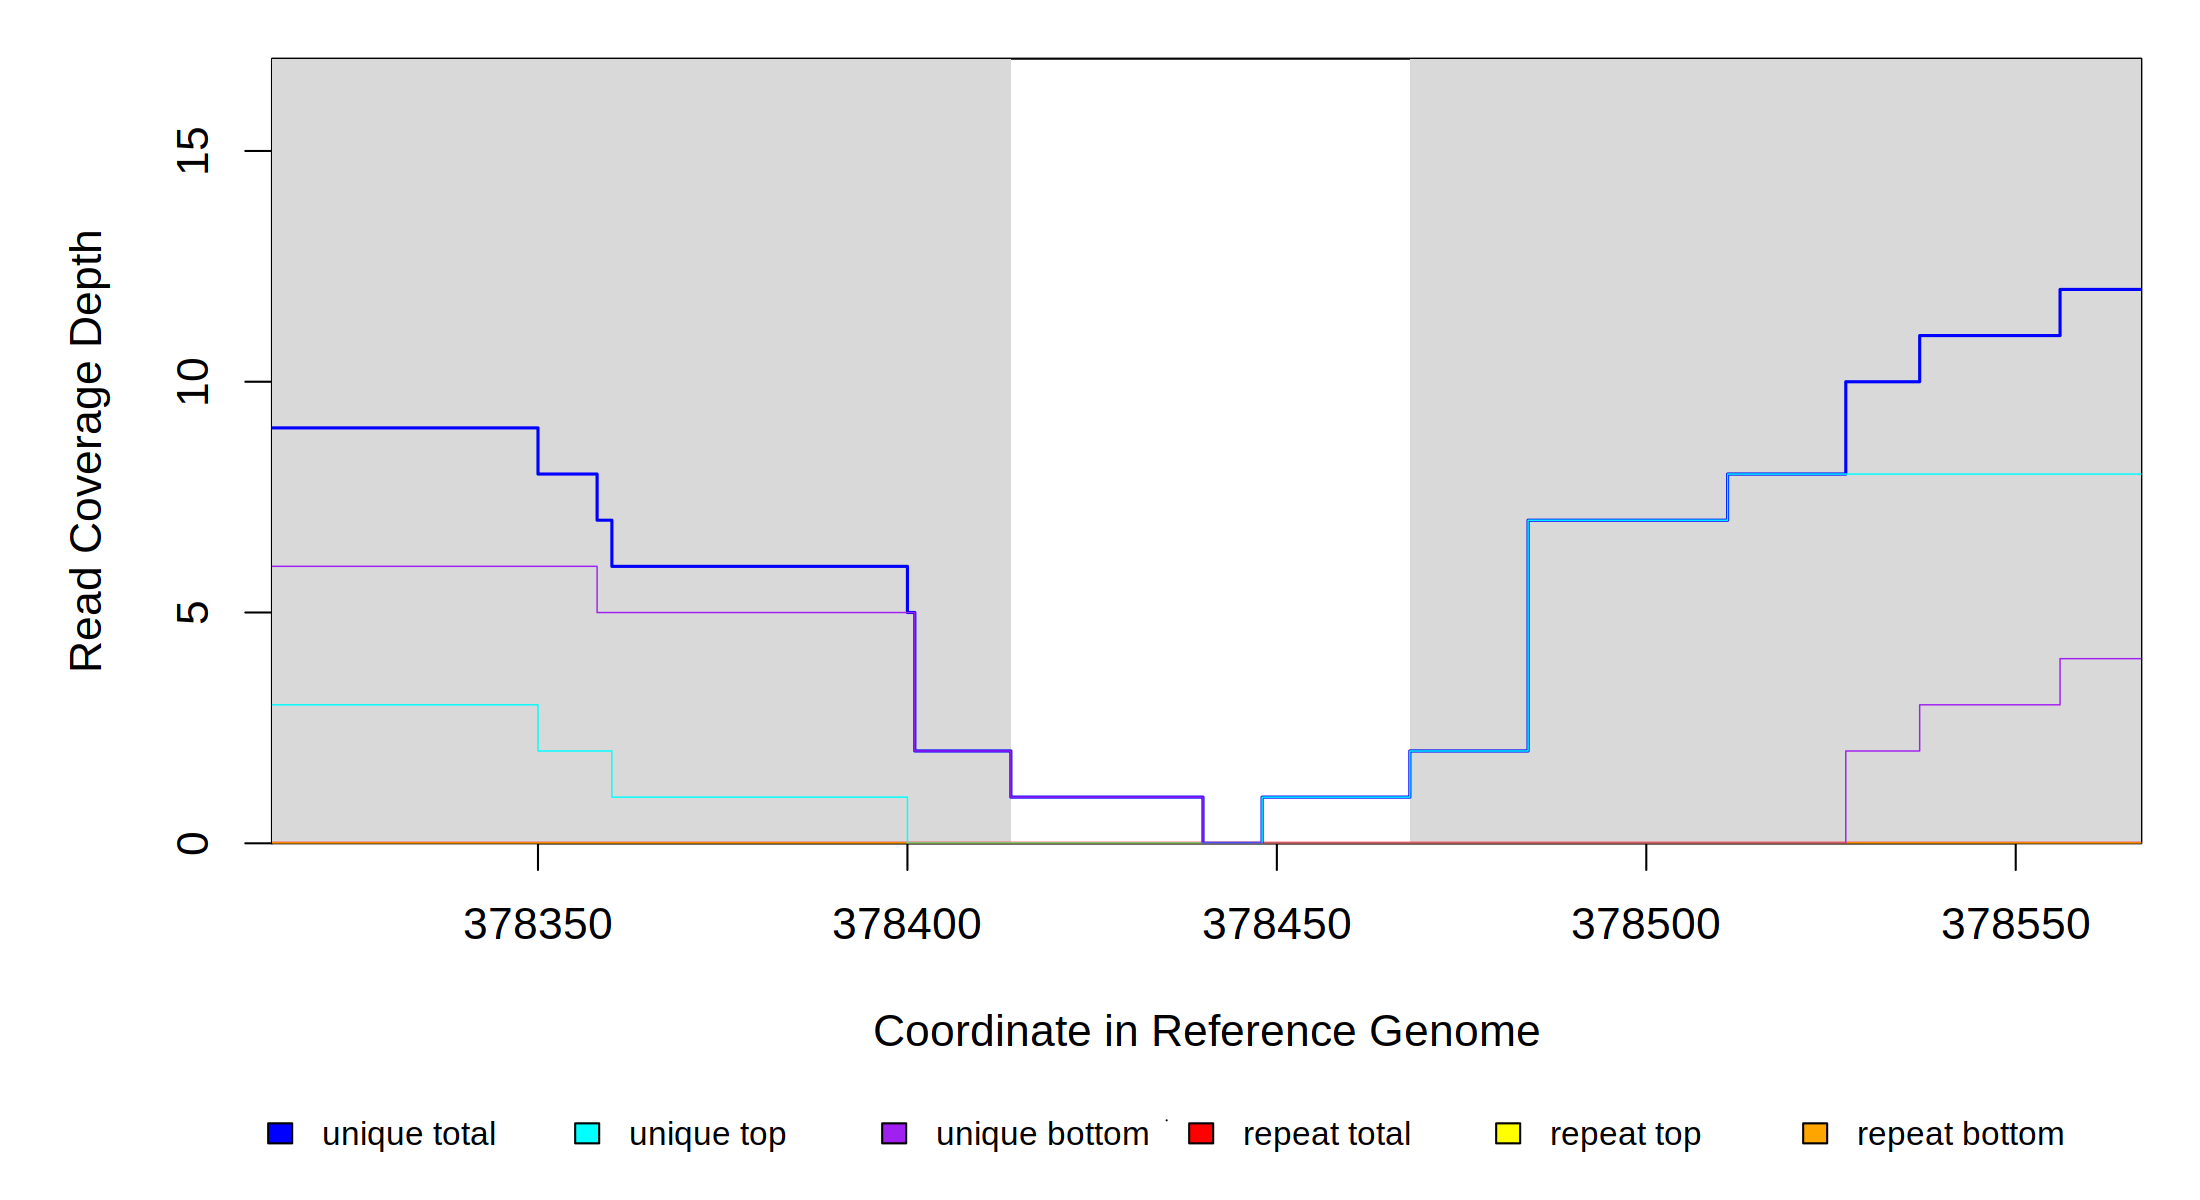 15
10
5
0
Read Coverage Depth
378350 378400 378450 378500 378550
Coordinate in Reference Genome
unique total unique top unique bottom repeat total repeat top repeat bottom